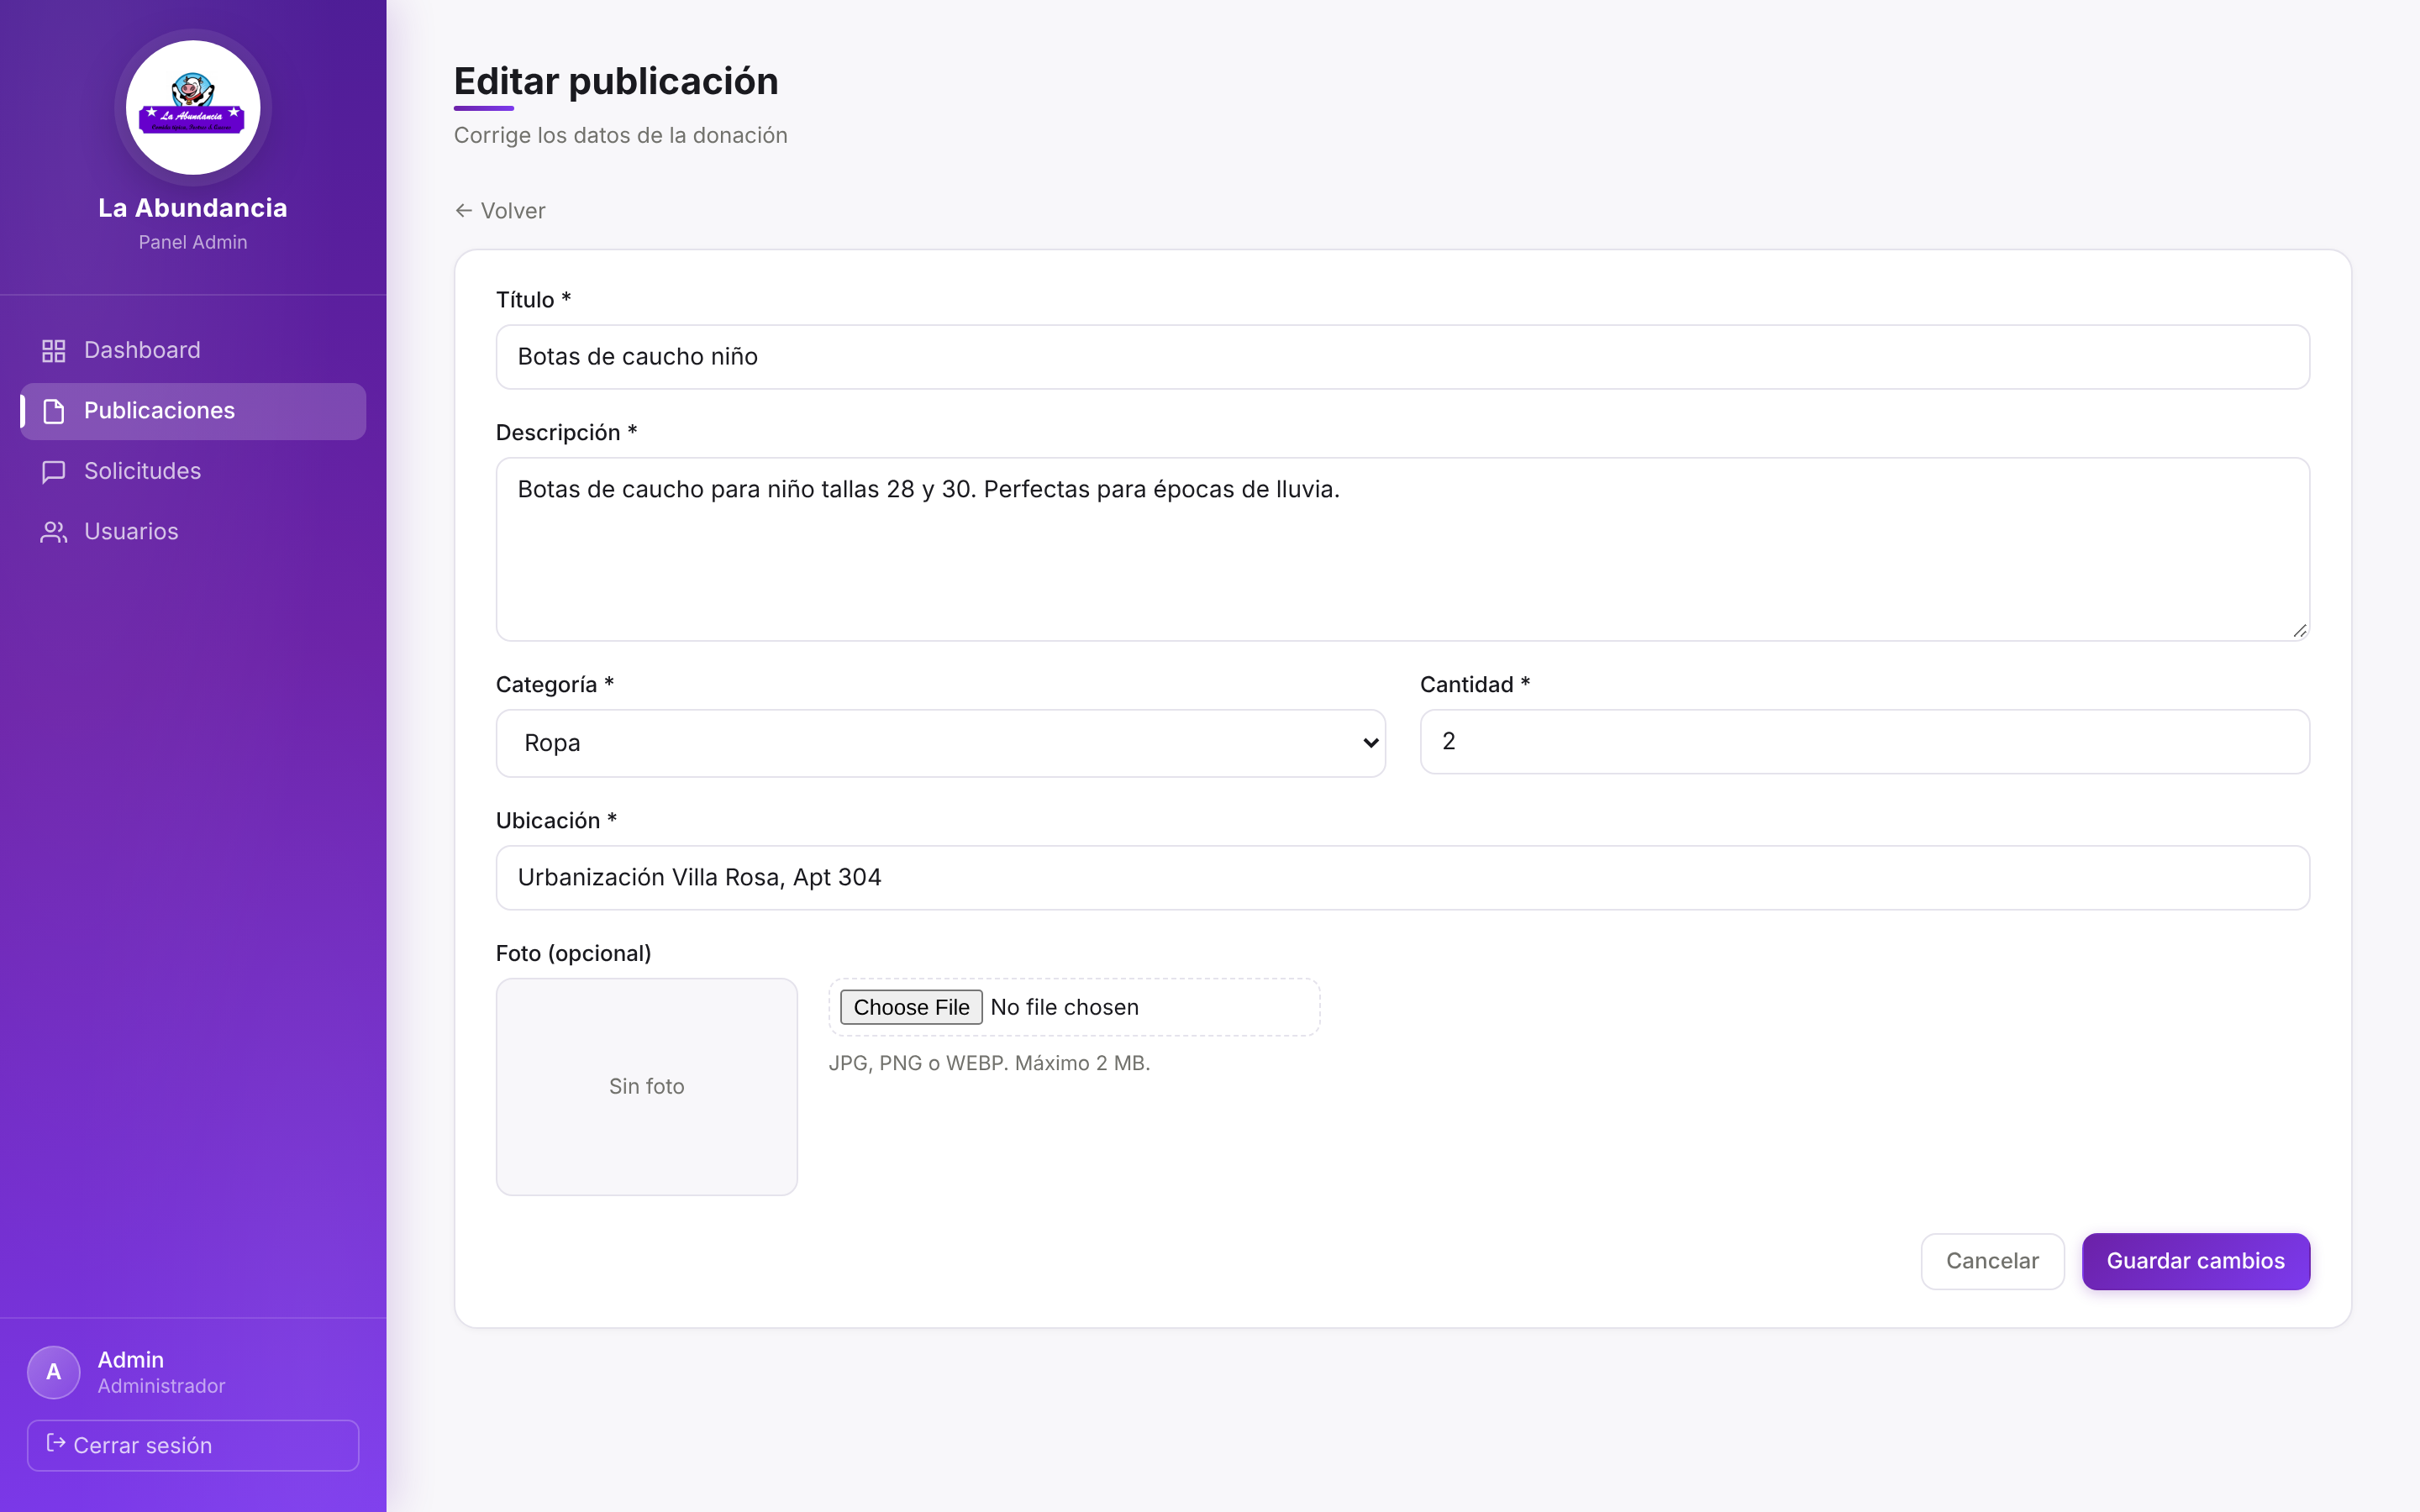 La Abundancia
La Abundancia
Panel Admin
Dashboard
Publicaciones
Solicitudes
Usuarios
A
Admin
Administrador
Cerrar sesión
Editar publicación
Corrige los datos de la donación
← Volver
Título *
Botas de caucho niño
Descripción *
Botas de caucho para niño tallas 28 y 30. Perfectas para épocas de lluvia.
Categoría *
Cantidad *
Ropa
2
Ubicación *
Urbanización Villa Rosa, Apt 304
Foto (opcional)
Sin foto
Choose File No file chosen
JPG, PNG o WEBP. Máximo 2 MB.
Cancelar
Guardar cambios